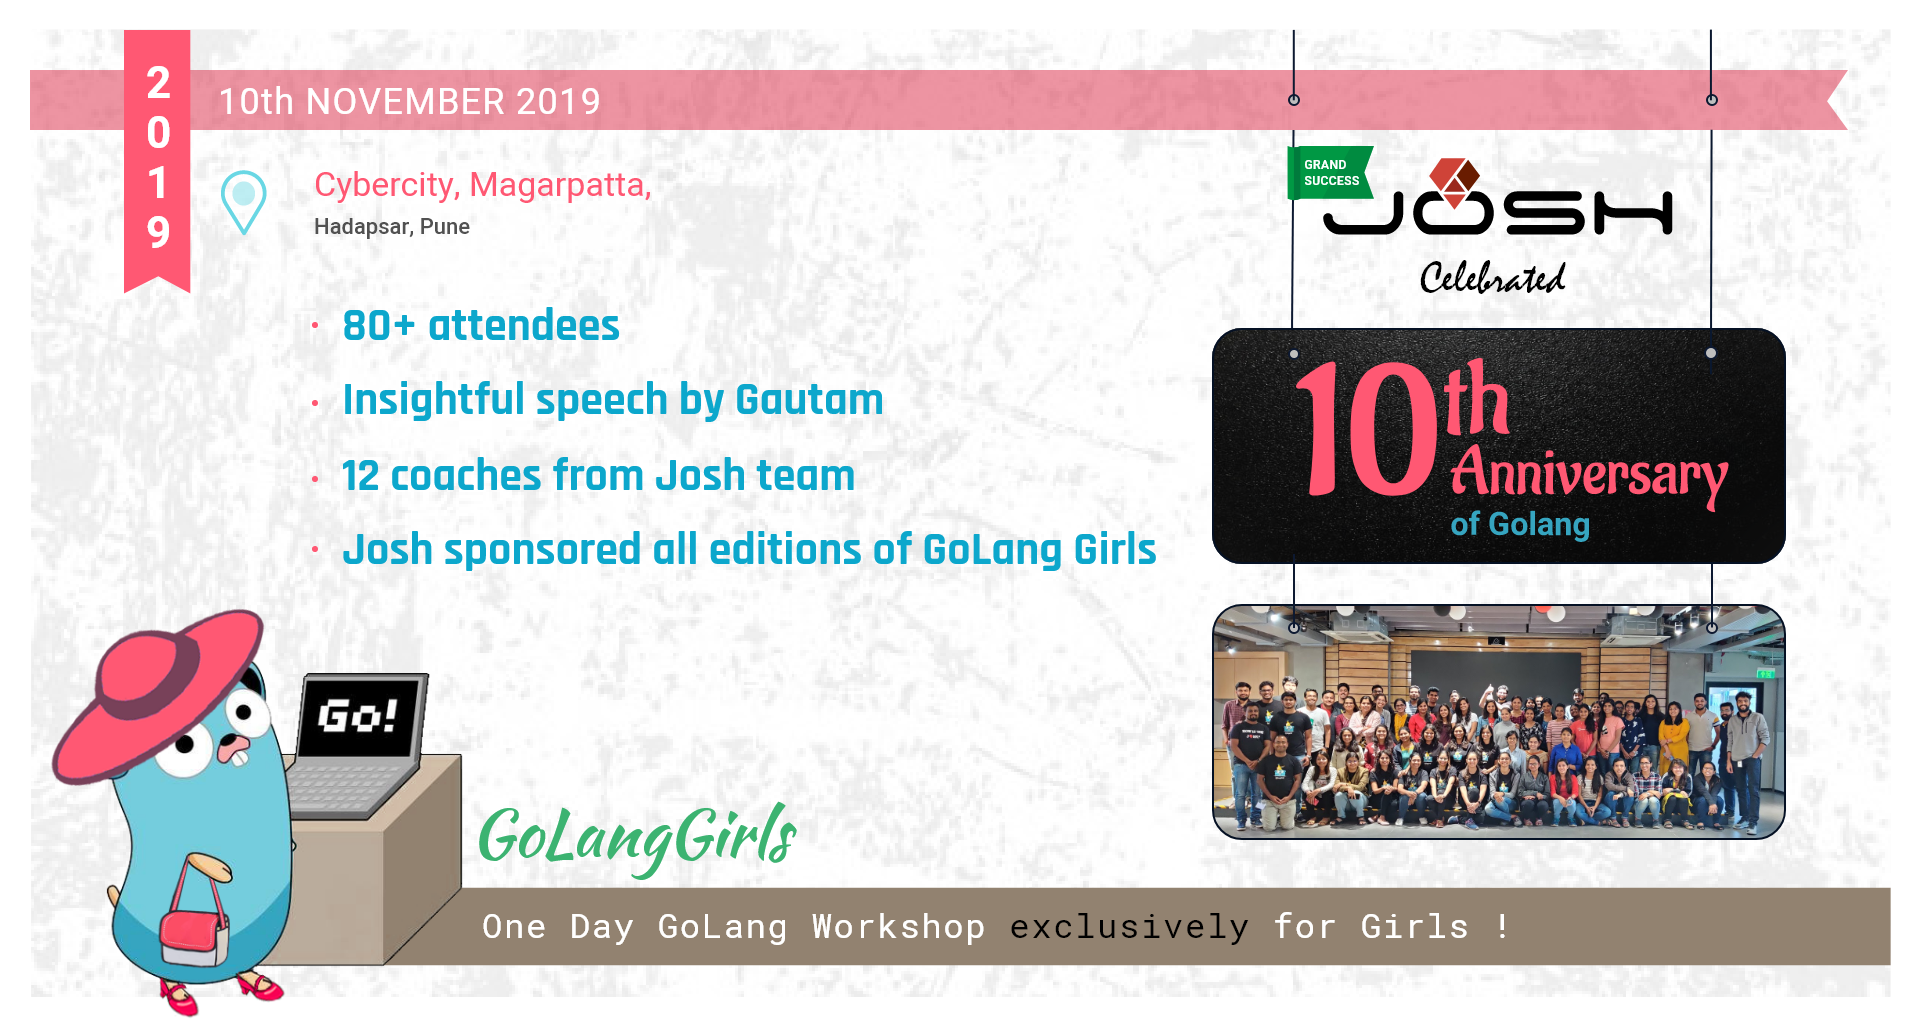 2019
10th NOVEMBER 2019
Cybercity, Magarpatta,
Hadapsar, Pune
· 80+ attendees
· Insightful speech by Gautam
· 12 coaches from Josh team
· Josh sponsored all editions of GoLang Girls
GRAND
SUCCESS
JOSH
Celebrated
10th
Anniversary
of Golang
Go!
GoLangGirls
One Day GoLang Workshop exclusively for Girls !